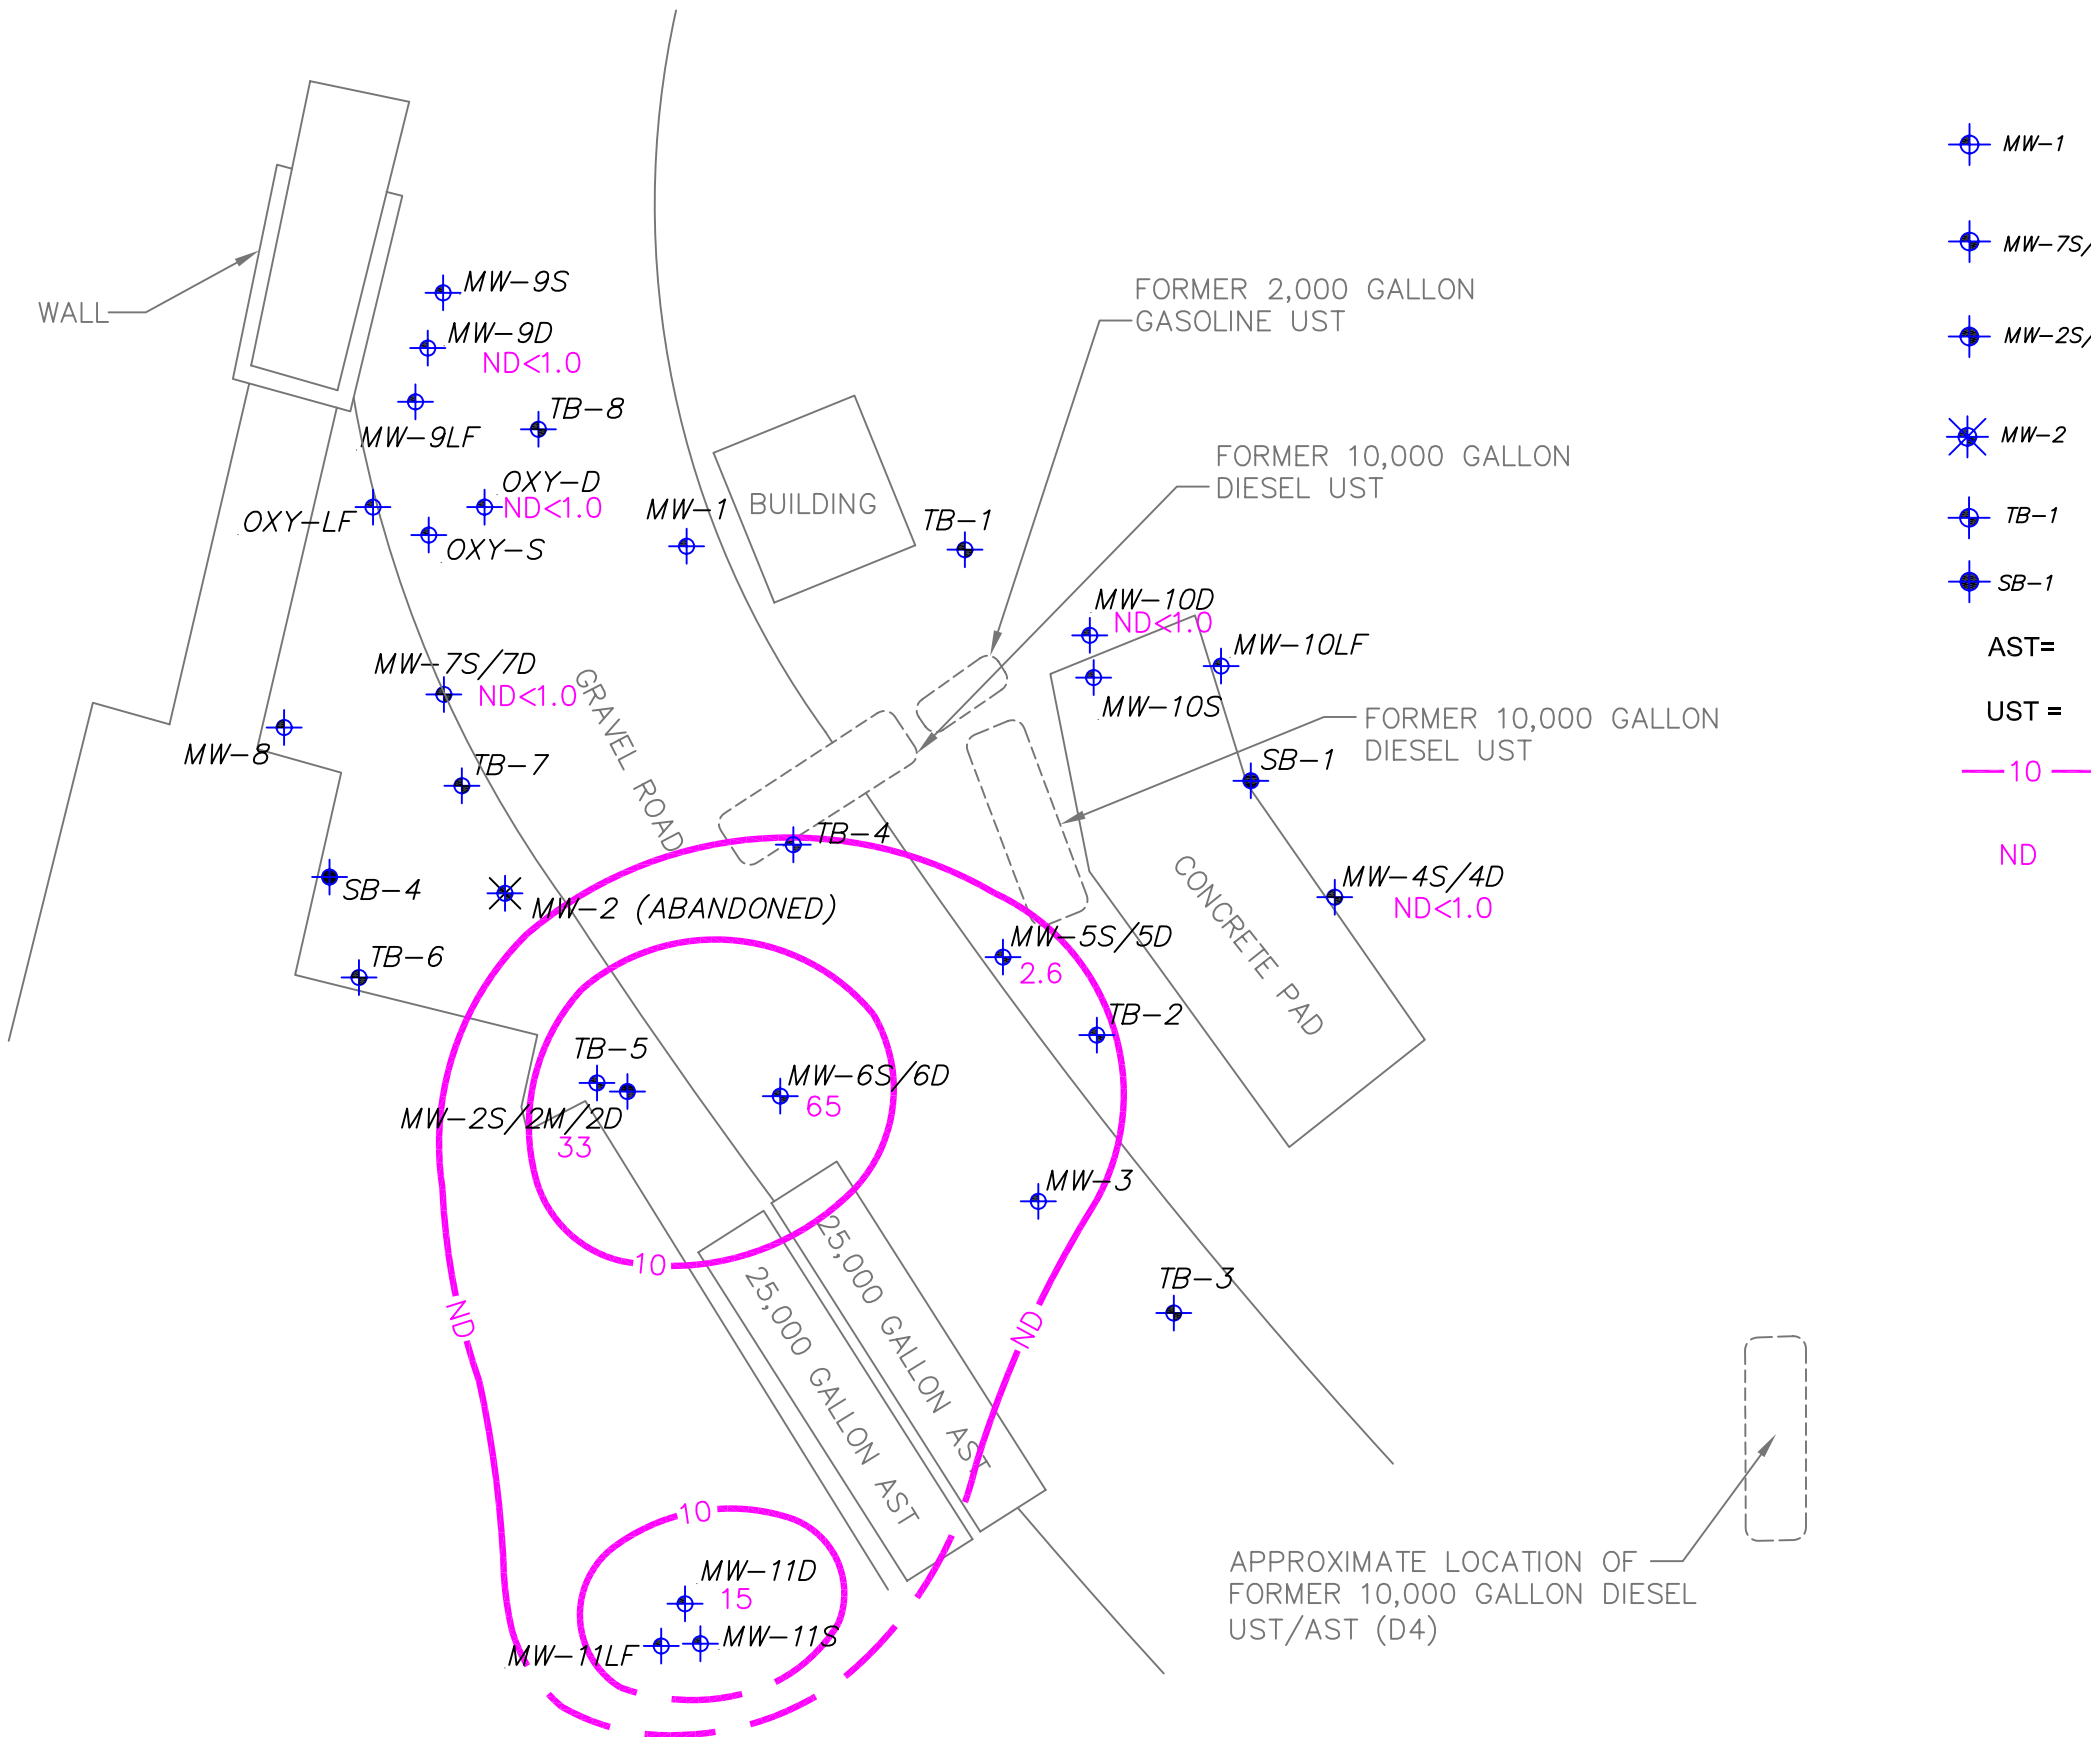 WALL
MW-9S
MW-9D
ND<1.0
MW-9LF
TB-8
OXY-D
ND<1.0
OXY-LF
OXY-S
MW-1
BUILDING
TB-1
FORMER 2,000 GALLON
GASOLINE UST
FORMER 10,000 GALLON
DIESEL UST
MW-10D
ND<1.0
MW-10LF
MW-10S
FORMER 10,000 GALLON
DIESEL UST
SB-1
MW-7S/7D
ND<1.0
GRAVEL ROAD
MW-8
TB-7
TB-4
SB-4
MW-2 (ABANDONED)
CONCRETE PAD
MW-4S/4D
ND<1.0
MW-5S/5D
2.6
TB-6
TB-2
TB-5
MW-6S/6D
65
MW-2S/2M/2D
33
MW-3
10
25,000 GALLON AST
25,000 GALLON AST
TB-3
ND
ND
10
MW-11D
15
MW-11S
MW-11LF
APPROXIMATE LOCATION OF
FORMER 10,000 GALLON DIESEL
UST/AST (D4)
MW-1
MW-7S/
MW-2S/
MW-2
TB-1
SB-1
AST=
UST =
10
ND